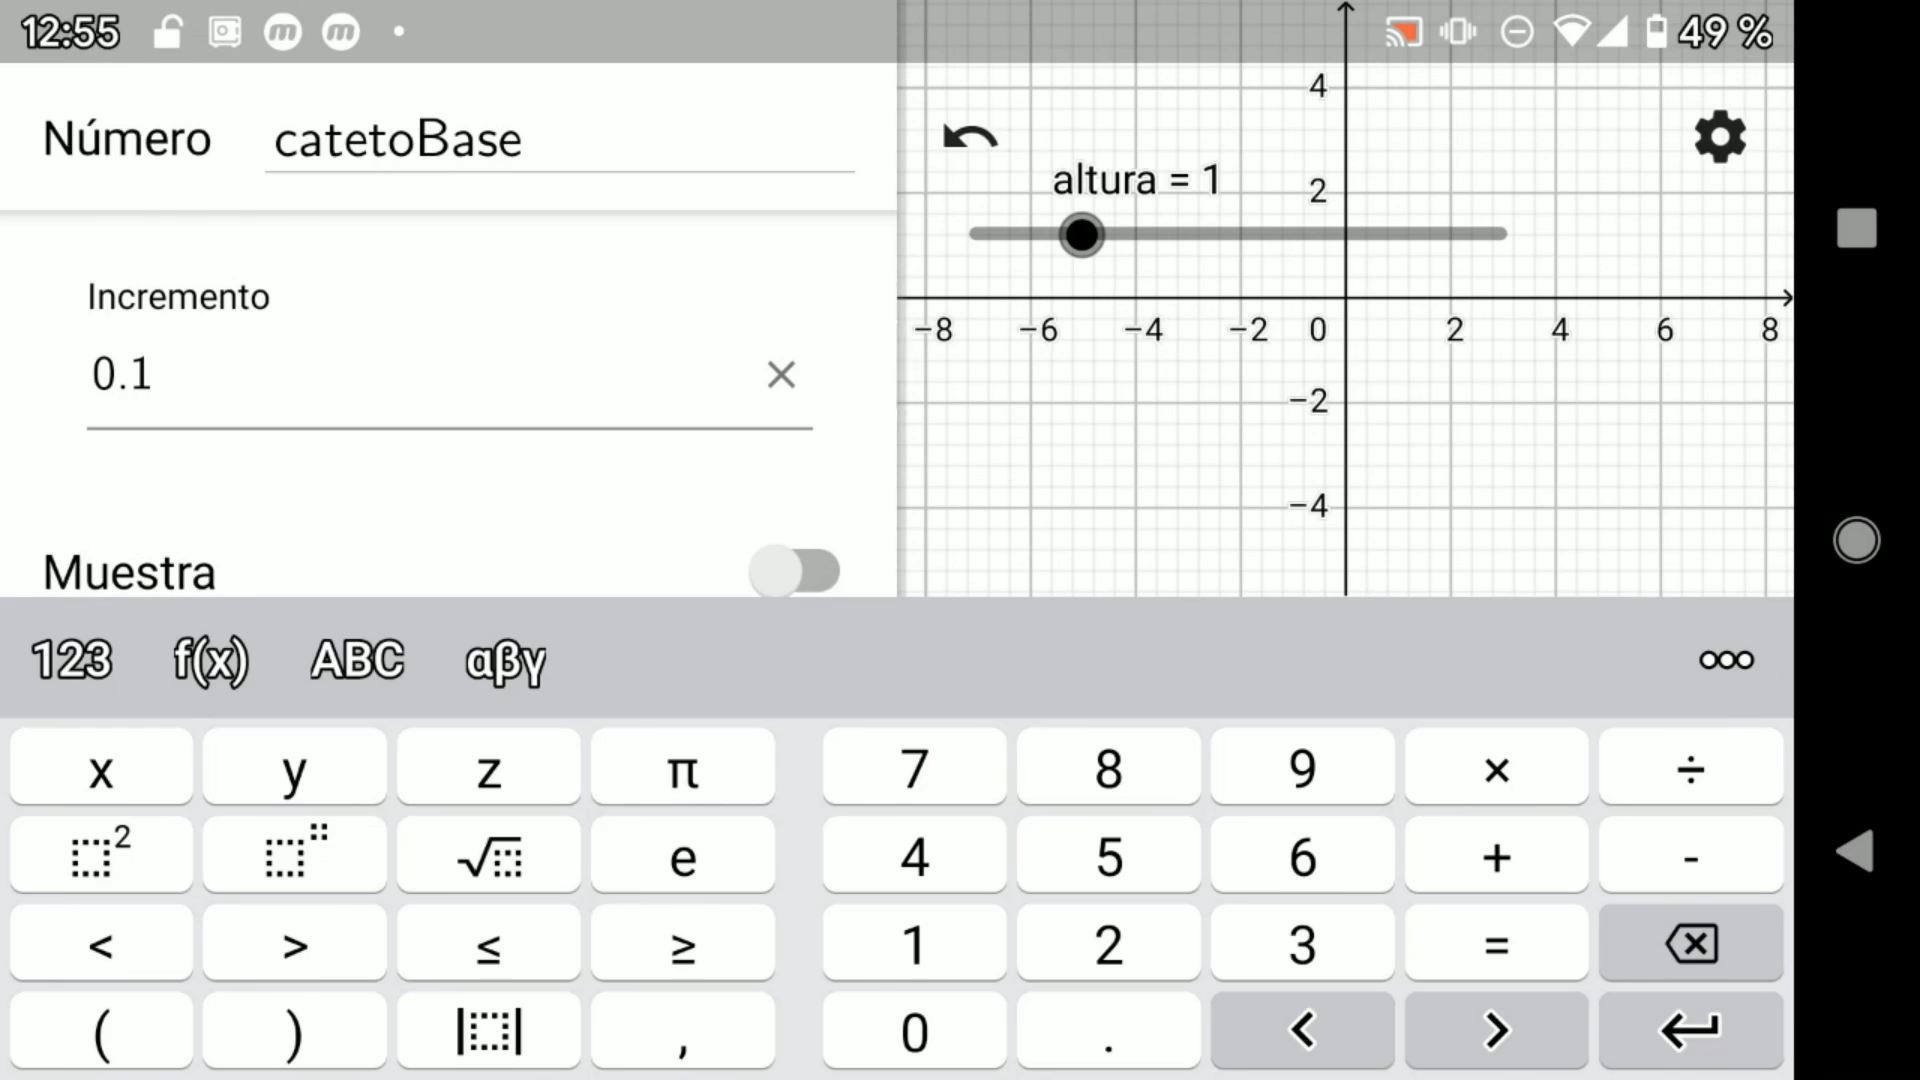 12:55
49 %
Número catetoBase
Incremento
0.1
Muestra
altura = 1
4
2
−8 −6 −4 −2 0 2 4 6 8
−2
−4
123 f(x) ABC αβγ
x y z π 7 8 9 × ÷
2 √ e 4 5 6 + -
< > ≤ ≥ 1 2 3 =
( ) | | , 0 . < >